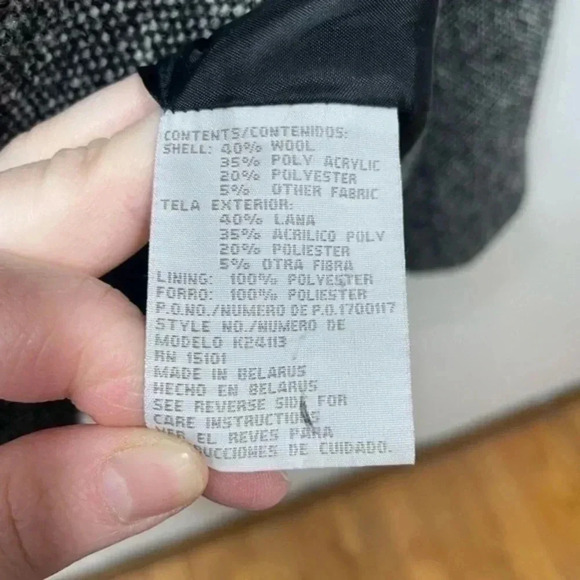 CONTENTS/CONTENIDOS:
SHELL: 40% WOOL
35% POLY ACRYLIC
20% POLYESTER
5% OTHER FABRIC
TELA EXTERIOR:
40% LANA
35% ACRILICO POLY
20% POLIESTER
5% OTRA FIBRA
LINING: 100% POLYESTER
FORRO: 100% POLIESTER
P.O.NO./NUMERO DE P.O.1700117
STYLE NO./NUMERO DE
MODELO K24113
RN 15101
MADE IN BELARUS
HECHO EN BELARUS
SEE REVERSE SIDE FOR
CARE INSTRUCTIONS
VER EL REVES PARA
DE CUIDADO.